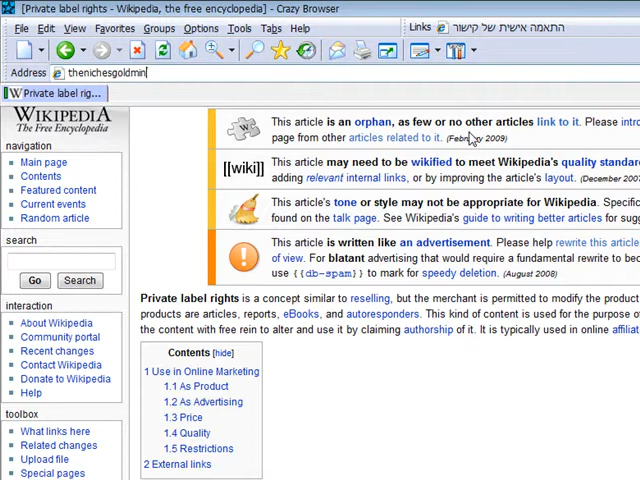 [Private label rights - Wikipedia, the free encyclopedia] - Crazy Browser
File Edit View Favorites Groups Options Tabs Help
Links התאמה אישית של קישור
Address thenichesgoldmin
Private label rig...
WIKIPEDIA
The Free Encyclopedia
navigation
Main page
Contents
Featured content
Current events
Random article
search
Go Search
interaction
About Wikipedia
Community portal
Recent changes
Contact Wikipedia
Donate to Wikipedia
Help
toolbox
What links here
Related changes
Upload file
Special pages
This article is an orphan, as few or no other articles link to it. Please
page from other articles related to it. 2009)
[[wiki]]
This article may need to be wikified to meet Wikipedia's quality
adding relevant internal links, or by improving the article's layout. (December
This article's tone or style may not be appropriate for Wikipedia.
found on the talk page. See Wikipedia's guide to writing better articles for
This article is written like an advertisement. Please help rewrite this article
of view. For blatant advertising that would require a fundamental rewrite to
use {{db-spam}} to mark for speedy deletion. (August 2008)
Private label rights is a concept similar to reselling, but the merchant is permitted to modify the
products are articles, reports, eBooks, and autoresponders. This kind of content is used for the purpose
the content with free rein to alter and use it by claiming authorship of it. It is typically used in online
Contents [hide]
1 Use in Online Marketing
1.1 As Product
1.2 As Advertising
1.3 Price
1.4 Quality
1.5 Restrictions
2 External links